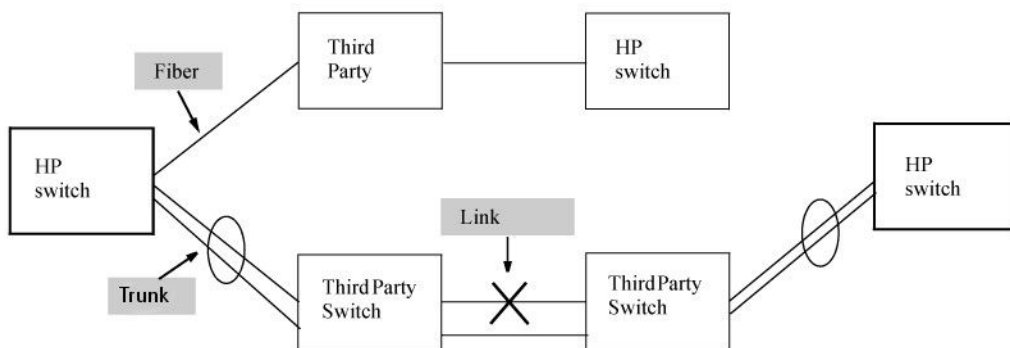 Third
Party
HP
switch
Fiber
HP
switch
HP
switch
Link
Trunk
Third Party
Switch
Third Party
Switch